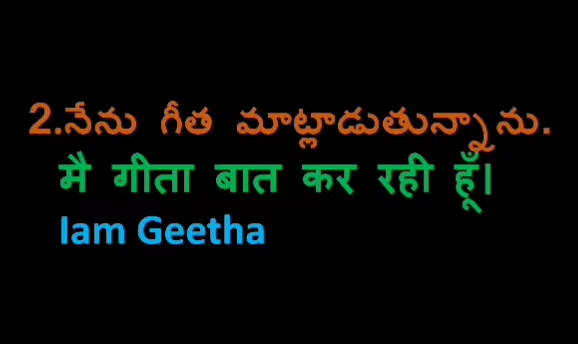 2.నేను గీత మాట్లాడుతున్నాను.
मै गीता बात कर रही हूँ।
Iam Geetha